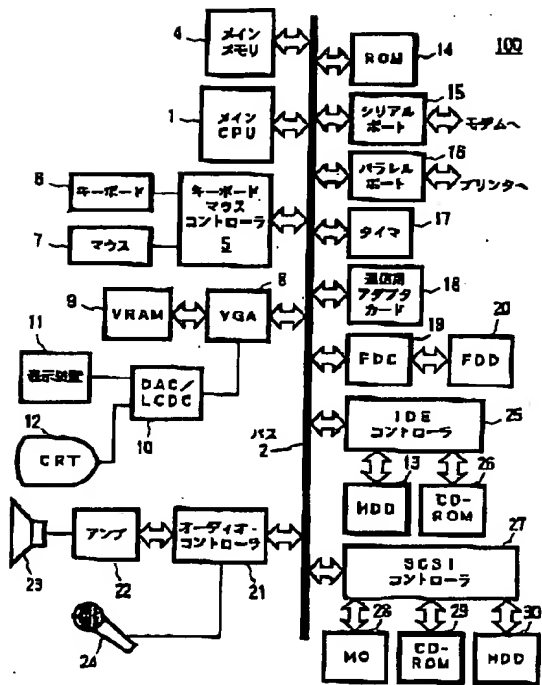 100
4
メイン
メモリ
1
メイン
CPU
6
キーボード
7
マウス
キーボード
マウス
コントローラ
5
9
VRAM
8
VGA
11
表示装置
12
CRT
DAC/
LCDC
10
バス
2
23
アンプ
22
オーディオ-
コントローラ
21
24
ROM
14
15
シリアル
ポート
モデムへ
16
パラレル
ポート
プリンタへ
タイマ
17
通信用
アダプタ
カード
18
19
FDC
20
FDD
IDE
コントローラ
25
13
HDD
26
CD-
ROM
27
SCSI
コントローラ
28
MO
29
CD-
ROM
30
HDD